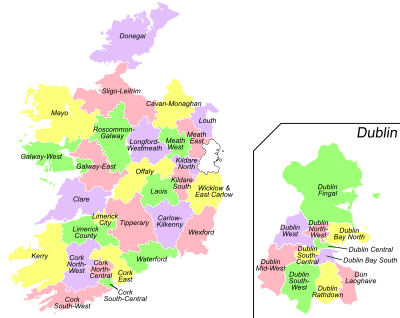 Donegal
Sligo-Leitrim
Mayo
Cavan-Monaghan
Louth
Roscommon-
Galway
Longford-
Westmeath
Meath
West
Meath
East
Galway-West
Galway-East
Kildare
North
Offaly
Kildare
South
Laois
Wicklow &
East Carlow
Clare
Limerick
City
Tipperary
Carlow-
Kilkenny
Wexford
Limerick
County
Kerry
Cork
North-
West
Cork
North-
Central
Waterford
Cork
East
Cork
South-Central
Cork
South-West
Dublin
Dublin
Fingal
Dublin
West
Dublin
North-
West
Dublin
Bay North
Dublin Central
Dublin Bay South
Dublin
South-
Central
Dublin
Mid-West
Dublin
South-
West
Dublin
Rathdown
Dún
Laoghaire